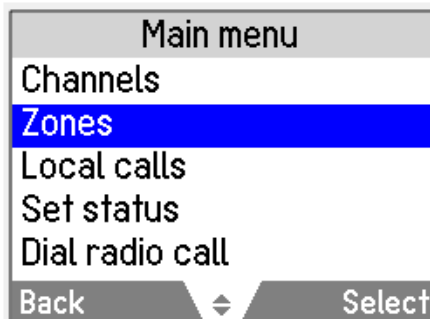 Main menu
Channels
Zones
Local calls
Set status
Dial radio call
Back Select